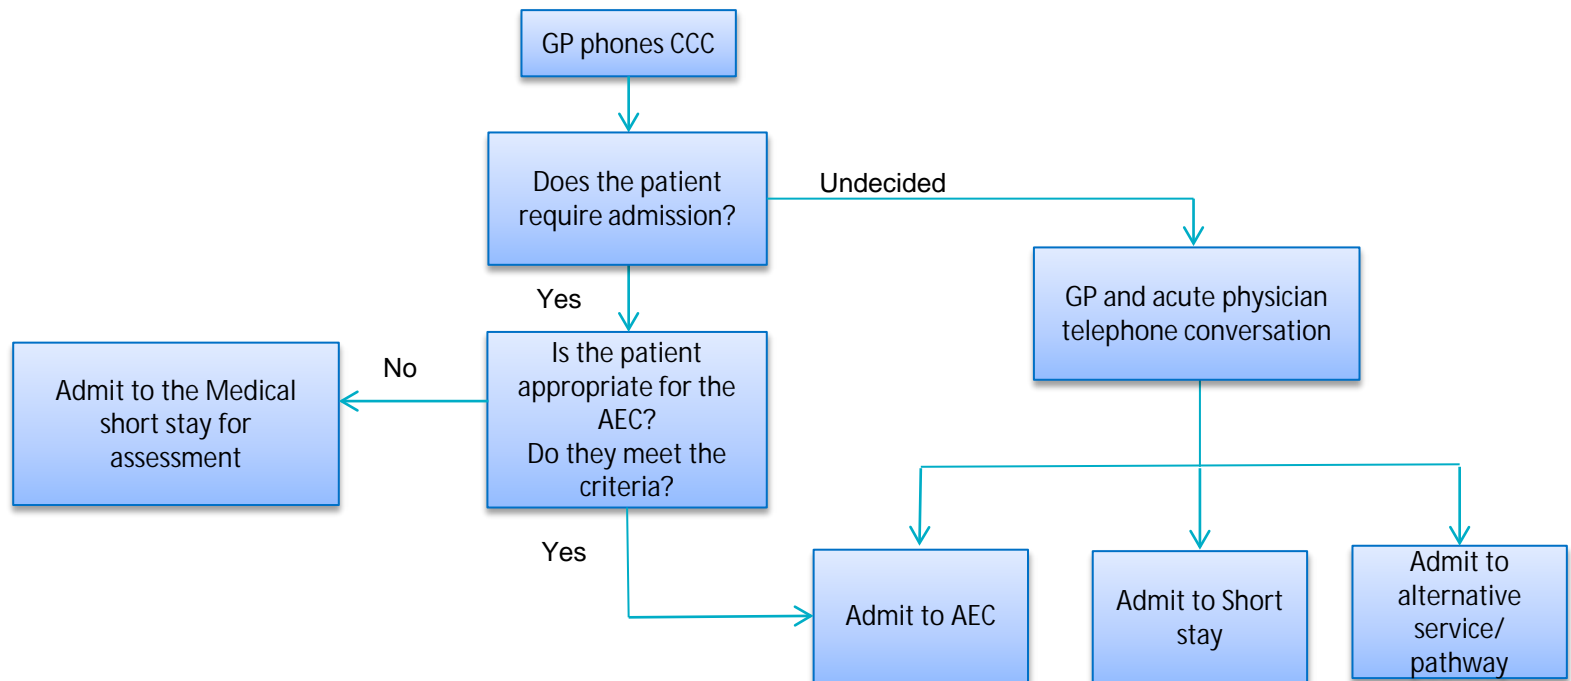 GP phones CCC
Does the patient
require admission?
Undecided
Yes
GP and acute physician
telephone conversation
Is the patient
appropriate for the
AEC?
Do they meet the
criteria?
No
Admit to the Medical
short stay for
assessment
Yes
Admit to AEC
Admit to Short
stay
Admit to
alternative
service/
pathway